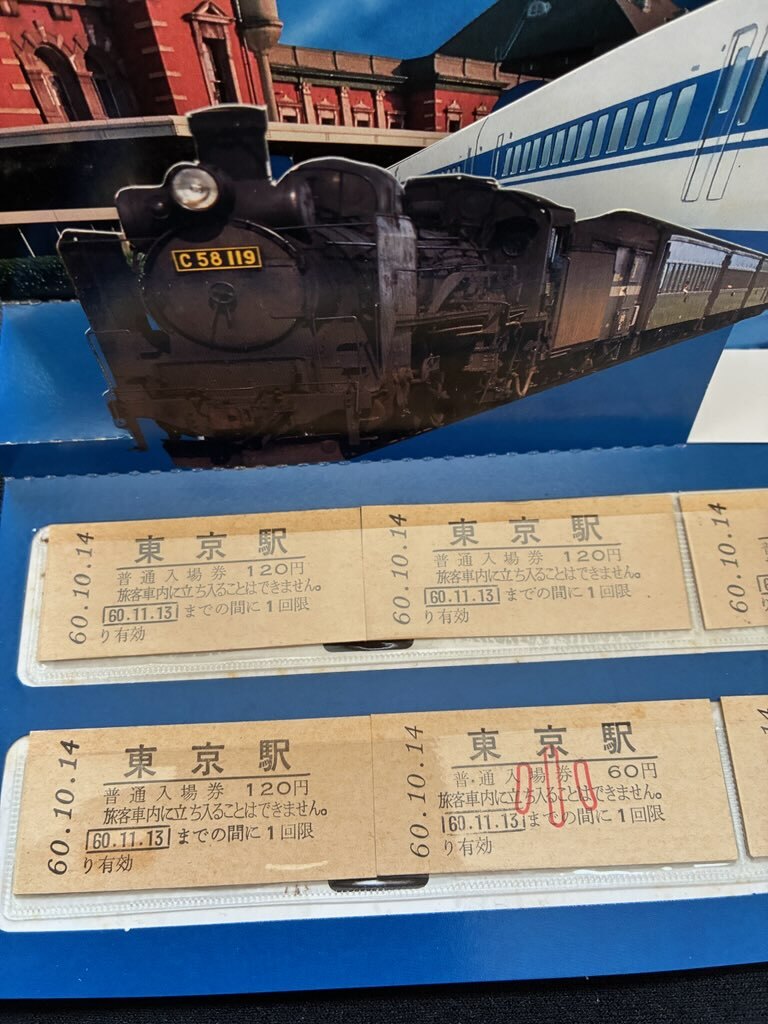 C 58 119
60.10.14
東京駅
普通入場券 120円
旅客車内に立ち入ることはできません。
60.11.13 までの間に1回限
り有効
60.10.14
東京駅
普通入場券 120円
旅客車内に立ち入ることはできません。
60.11.13 までの間に1回限
り有効
60.10.14
60.10.14
東京駅
普通入場券 120円
旅客車内に立ち入ることはできません。
60.11.13 までの間に1回限
り有効
60.10.14
東京駅
普通入場券 60円
小
旅客車内に立ち入ることはできません。
60.11.13 までの間に1回限
り有効